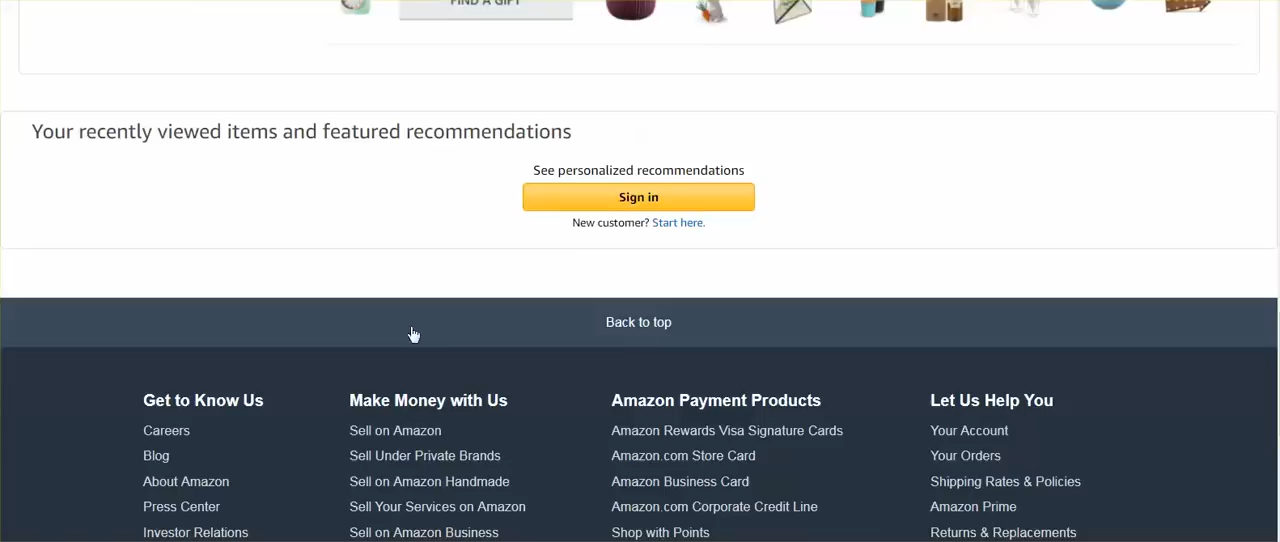 FIND A GIFT
Your recently viewed items and featured recommendations
See personalized recommendations
Sign in
New customer? Start here.
Back to top
Get to Know Us
Careers
Blog
About Amazon
Press Center
Investor Relations
Make Money with Us
Sell on Amazon
Sell Under Private Brands
Sell on Amazon Handmade
Sell Your Services on Amazon
Sell on Amazon Business
Amazon Payment Products
Amazon Rewards Visa Signature Cards
Amazon.com Store Card
Amazon Business Card
Amazon.com Corporate Credit Line
Shop with Points
Let Us Help You
Your Account
Your Orders
Shipping Rates & Policies
Amazon Prime
Returns & Replacements